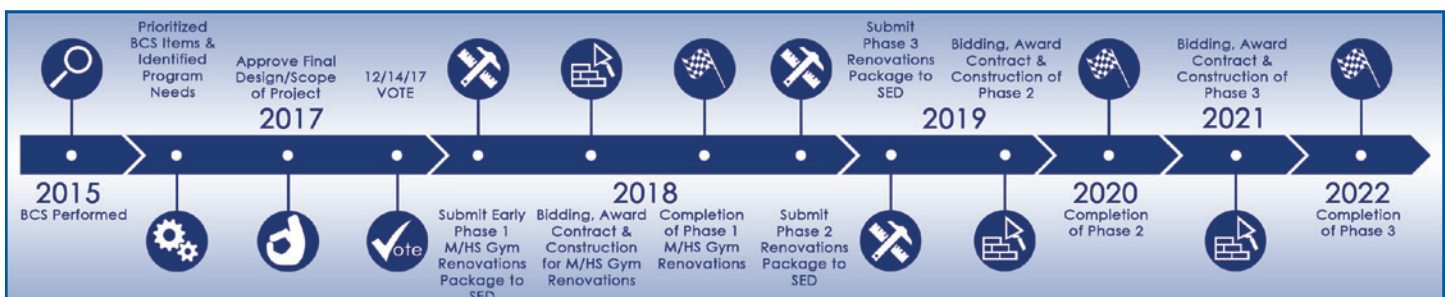 2015
BCS Performed
Prioritized
BCS Items &
Identified
Program
Needs
Approve Final
Design/Scope
of Project
12/14/17
VOTE
2017
Vote
Submit Early
Phase 1
M/HS Gym
Renovations
Package to
SED
2018
Bidding, Award
Contract &
Construction
for M/HS Gym
Renovations
Completion
of Phase 1
M/HS Gym
Renovations
Submit
Phase 2
Renovations
Package to
SED
Submit
Phase 3
Renovations
Package to
SED
2019
Bidding, Award
Contract &
Construction of
Phase 2
2020
Completion
of Phase 2
Bidding, Award
Contract &
Construction of
Phase 3
2021
2022
Completion
of Phase 3